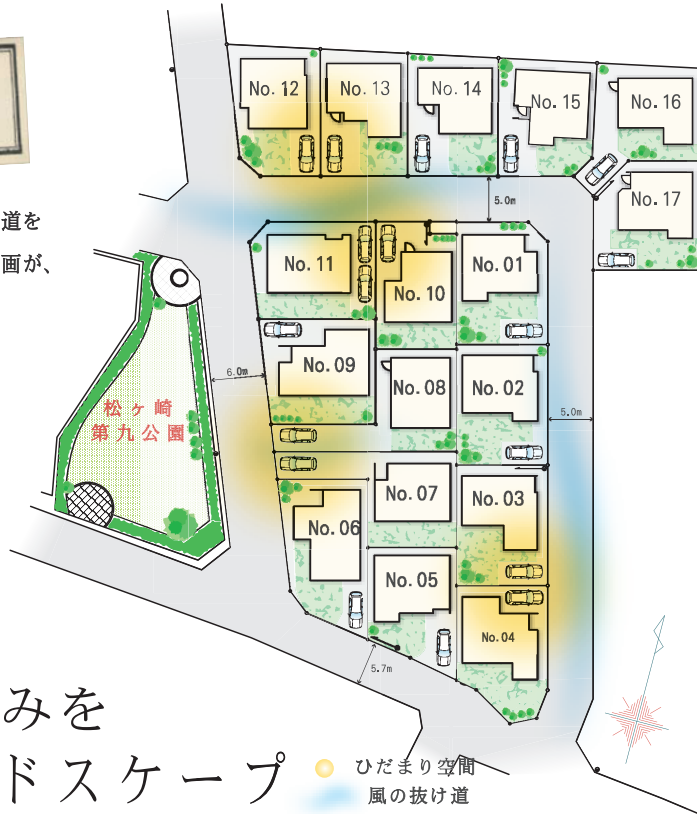 No. 12
No. 13
No. 14
No. 15
No. 16
No. 17
道を
画が、
5.0m
No. 11
No. 10
No. 01
6.0m
No. 09
No. 08
No. 02
5.0m
松ヶ崎
第九公園
No. 07
No. 03
No. 06
No. 05
No. 04
5.7m
みを
ドスケープ
ひだまり空間
風の抜け道